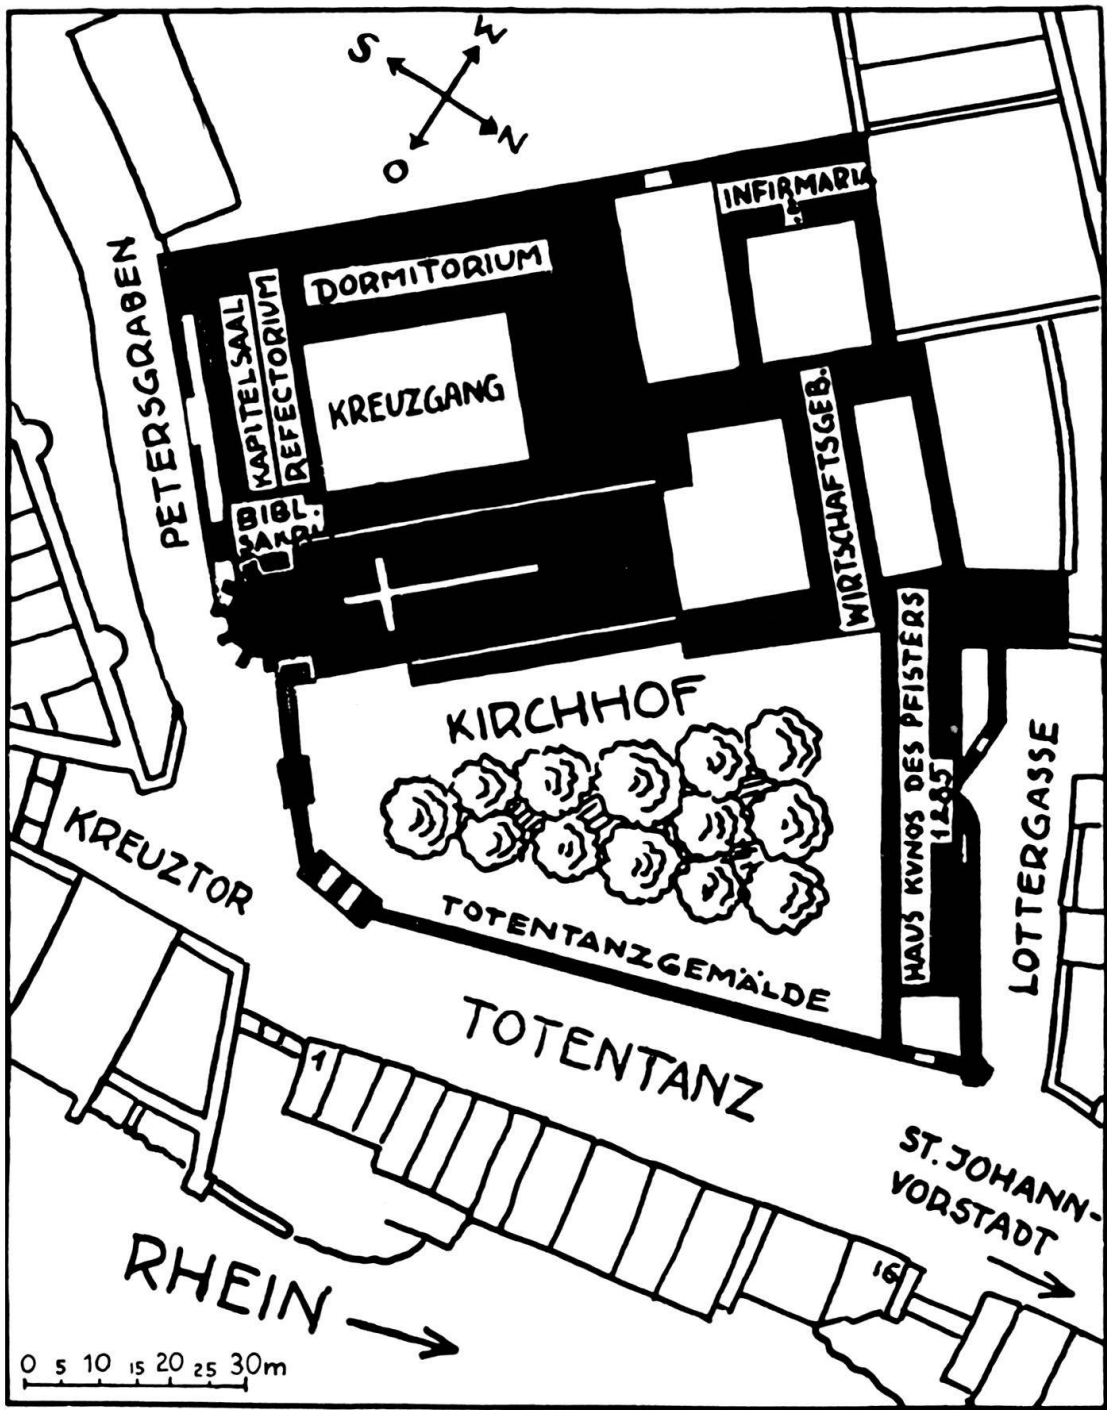 S
W
O
N
INFIRMARIA
?
DORMITORIUM
PETERSGRABEN
KAPITELSAAL
REFECTORIUM
KREUZGANG
BIBL.
WIRTSCHAFTSGEB.
KIRCHHOF
HAUS KVNOS DES PFISTERS
1285
LOTTERGASSE
KREUZTOR
TOTENTANZGEMÄLDE
TOTENTANZ
1
ST. JOHANN-
VORSTADT
16
RHEIN
0 5 10 15 20 25 30m